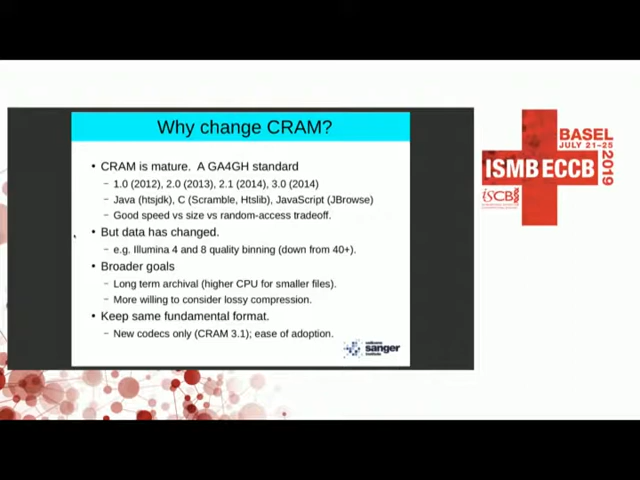 Why change CRAM?
• CRAM is mature. A GA4GH standard
– 1.0 (2012), 2.0 (2013), 2.1 (2014), 3.0 (2014)
– Java (htsjdk), C (Scramble, Htslib), JavaScript (JBrowse)
– Good speed vs size vs random-access tradeoff.
• But data has changed.
– e.g. Illumina 4 and 8 quality binning (down from 40+).
• Broader goals
– Long term archival (higher CPU for smaller files).
– More willing to consider lossy compression.
• Keep same fundamental format.
– New codecs only (CRAM 3.1); ease of adoption.
wellcome
sanger
institute
BASEL
JULY 21-25
2019
ISMB ECCB
iSCB